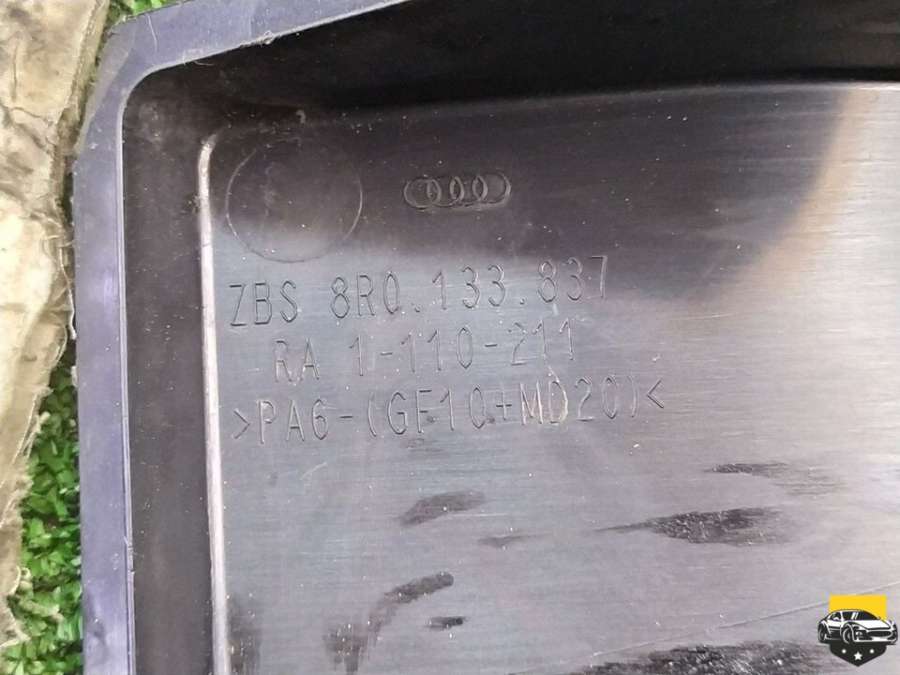 ZBS 8R0.133.837
RA 1-110-211
>PA6-(GF10+MD20)<